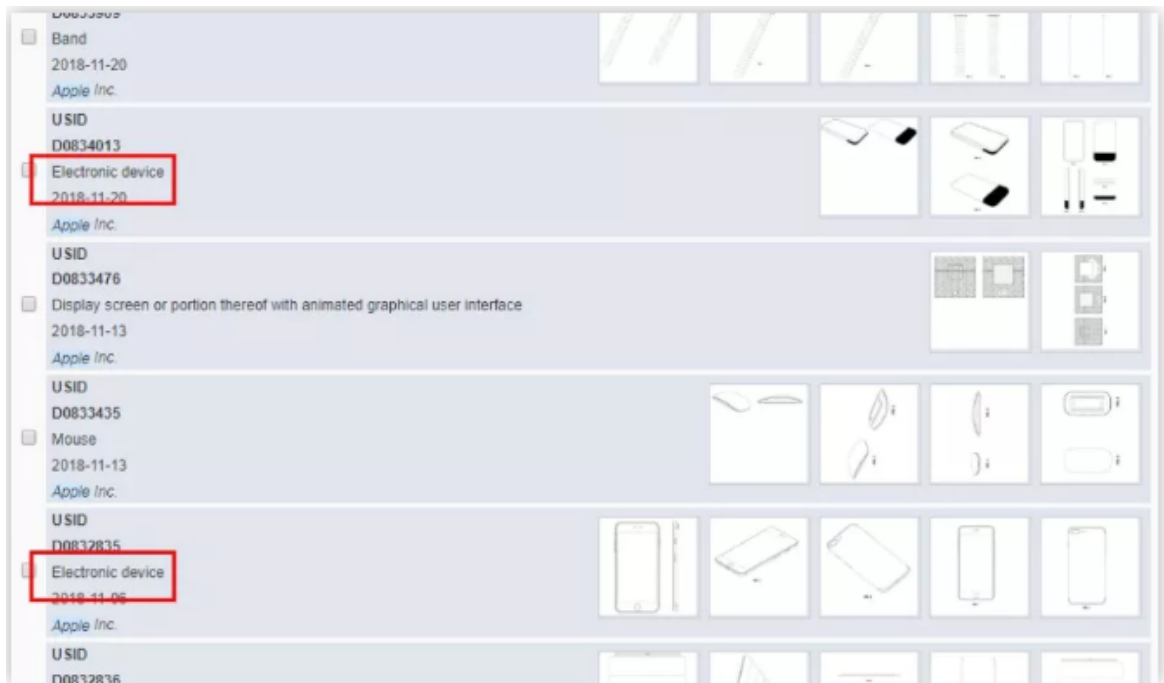 Band
2018-11-20
Apple Inc.
USID
D0834013
Electronic device
2018-11-20
Apple Inc.
USID
D0833476
Display screen or portion thereof with animated graphical user interface
2018-11-13
Apple Inc.
USID
D0833435
Mouse
2018-11-13
Apple Inc.
USID
D0832835
Electronic device
2018-11-06
Apple Inc.
USID
D0832836